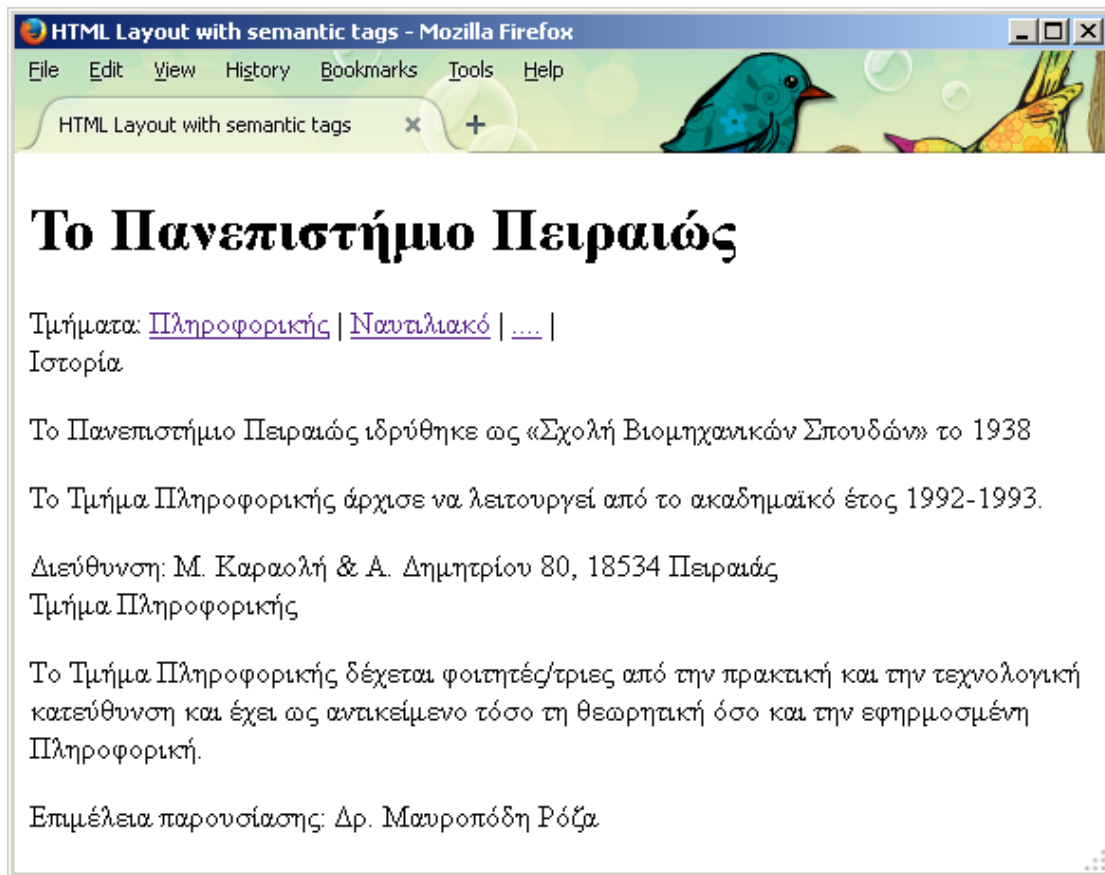 HTML Layout with semantic tags - Mozilla Firefox
File Edit View History Bookmarks Tools Help
HTML Layout with semantic tags
Το Πανεπιστήμιο Πειραιώς
Τμήματα: Πληροφορικής | Ναυτιλιακό | .... |
Ιστορία
Το Πανεπιστήμιο Πειραιώς ιδρύθηκε ως «Σχολή Βιομηχανικών Σπουδών» το 1938
Το Τμήμα Πληροφορικής άρχισε να λειτουργεί από το ακαδημαϊκό έτος 1992-1993.
Διεύθυνση: Μ. Καραολή & Α. Δημητρίου 80, 18534 Πειραιάς
Τμήμα Πληροφορικής
Το Τμήμα Πληροφορικής δέχεται φοιτητές/τριες από την πρακτική και την τεχνολογική
κατεύθυνση και έχει ως αντικείμενο τόσο τη θεωρητική όσο και την εφηρμοσμένη
Πληροφορική.
Επιμέλεια παρουσίασης: Δρ. Μαυροπόδη Ρόζα